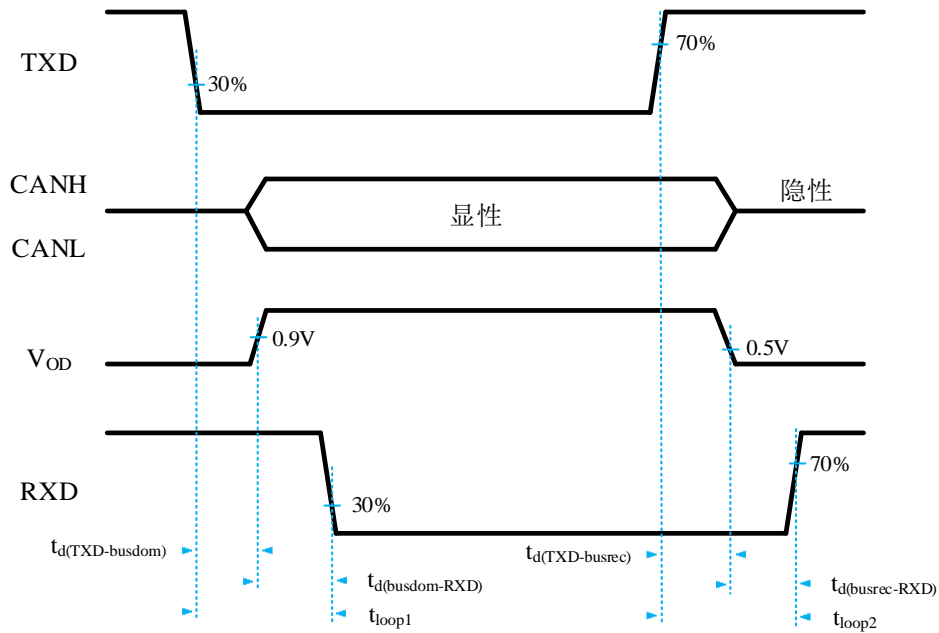 TXD
30%
70%
CANH
CANL
显性
隐性
VOD
0.9V
0.5V
RXD
30%
70%
td(TXD-busdom)
td(TXD-busrec)
td(busdom-RXD)
td(busrec-RXD)
tloop1
tloop2